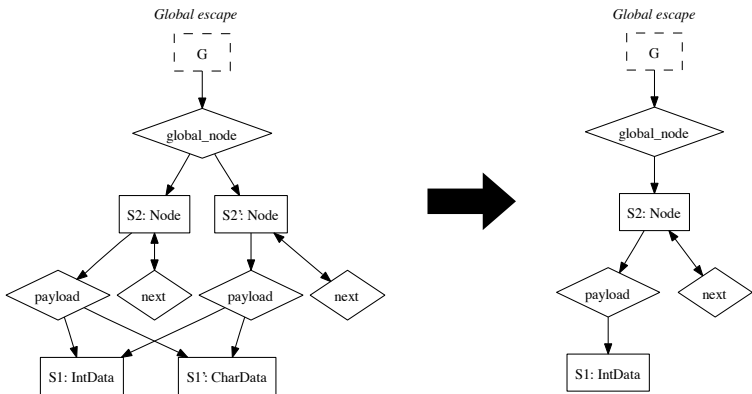 Global escape
G
global_node
S2: Node
S2': Node
payload
next
payload
next
S1: IntData
S1': CharData
Global escape
G
global_node
S2: Node
payload
next
S1: IntData